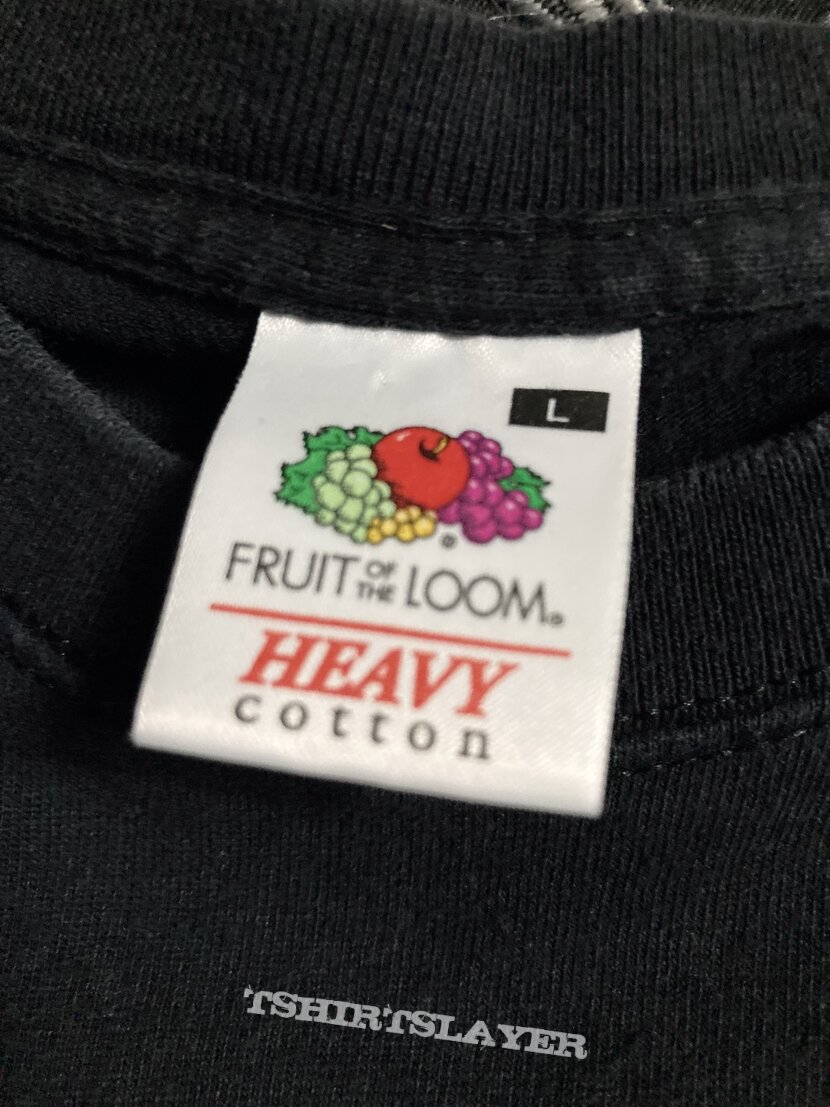 L
FRUIT OF THE LOOM®
HEAVY
cotton
TSHIRTSLAYER